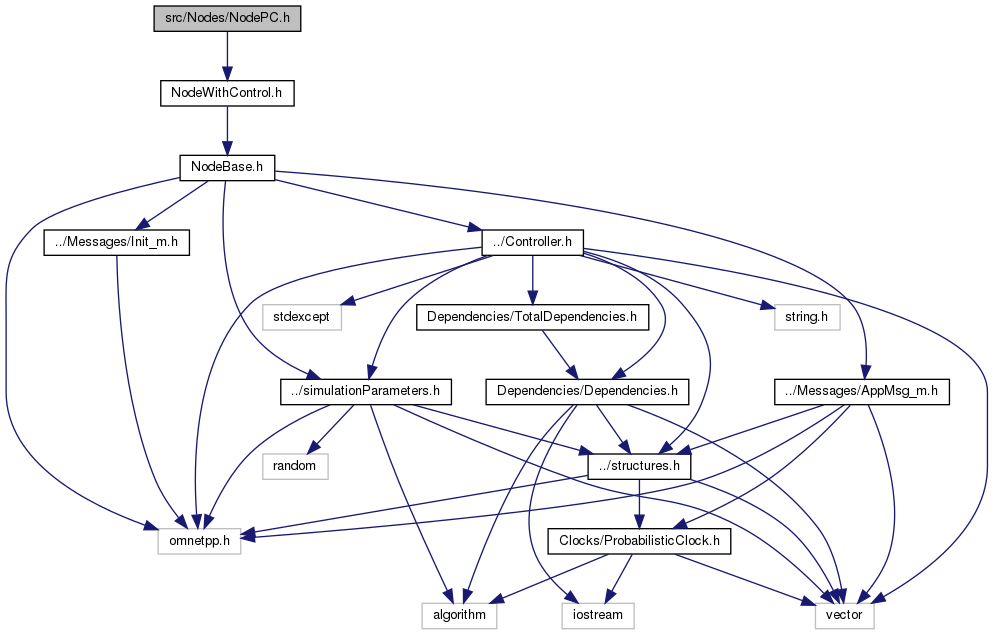 src/Nodes/NodePC.h
NodeWithControl.h
NodeBase.h
../Messages/Init_m.h
../Controller.h
stdexcept
Dependencies/TotalDependencies.h
string.h
../simulationParameters.h
Dependencies/Dependencies.h
../Messages/AppMsg_m.h
random
../structures.h
omnetpp.h
Clocks/ProbabilisticClock.h
algorithm
iostream
vector